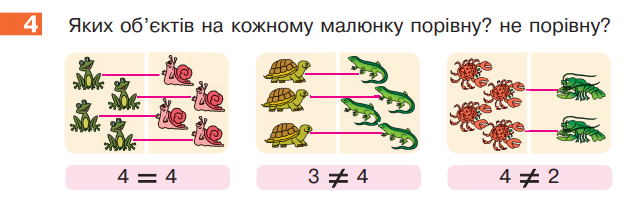 4 Яких об’єктів на кожному малюнку порівну? не порівну?
4 = 4
3 ≠ 4
4 ≠ 2